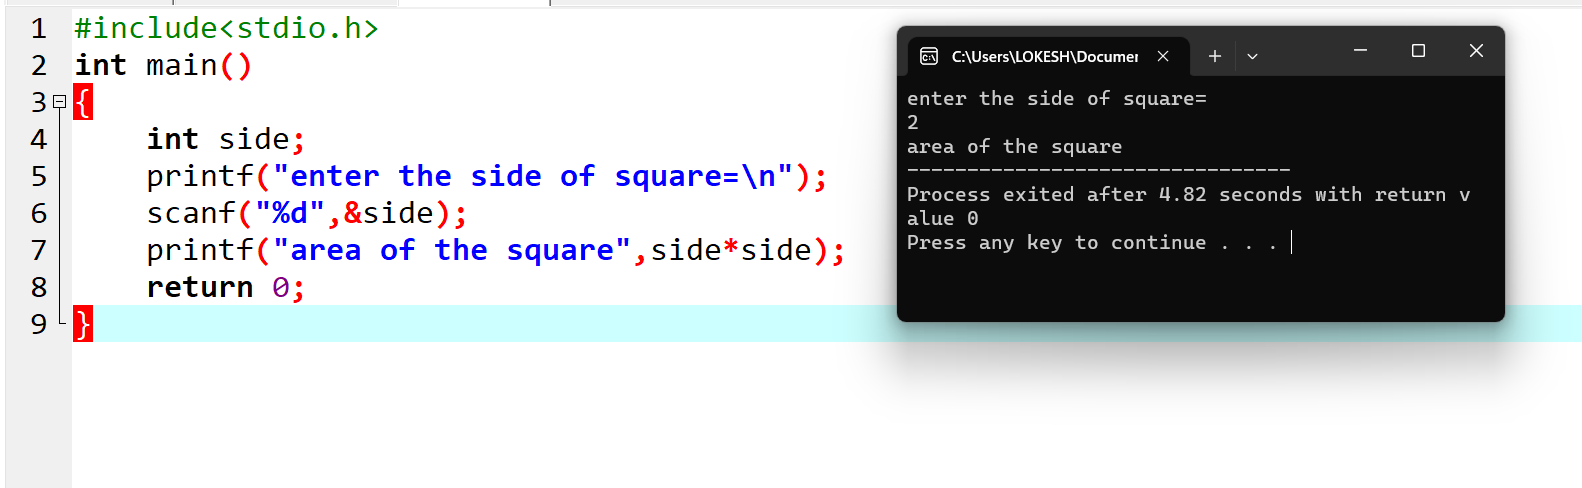 1 #include<stdio.h>
2 int main()
3 {
4 int side;
5 printf("enter the side of square=\n");
6 scanf("%d",&side);
7 printf("area of the square",side*side);
8 return 0;
9 }
C:\Users\LOKESH\Documer
enter the side of square=
2
area of the square
--------------------------------
Process exited after 4.82 seconds with return v
alue 0
Press any key to continue . . .